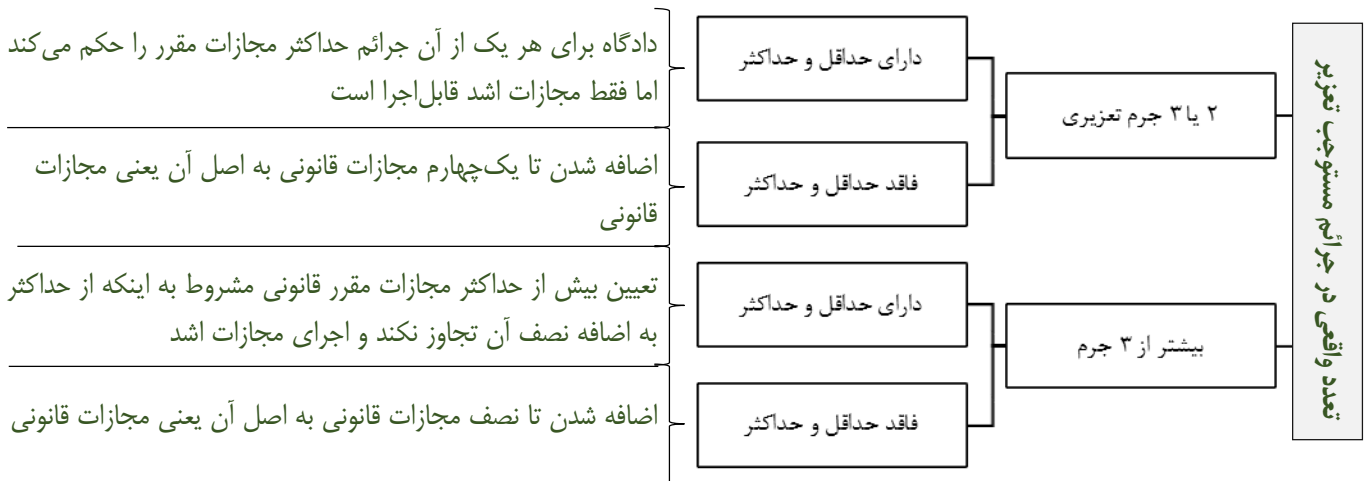 تعدد واقعی در جرائم مستوجب تعزیر
۲ یا ۳ جرم تعزیری
دارای حداقل و حداکثر
دادگاه برای هر یک از آن جرائم حداکثر مجازات مقرر را حکم می‌کند
اما فقط مجازات اشد قابل‌اجرا است
فاقد حداقل و حداکثر
اضافه شدن تا یک‌چهارم مجازات قانونی به اصل آن یعنی مجازات
قانونی
بیشتر از ۳ جرم
دارای حداقل و حداکثر
تعیین بیش از حداکثر مجازات مقرر قانونی مشروط به اینکه از حداکثر
به اضافه نصف آن تجاوز نکند و اجرای مجازات اشد
فاقد حداقل و حداکثر
اضافه شدن تا نصف مجازات قانونی به اصل آن یعنی مجازات قانونی